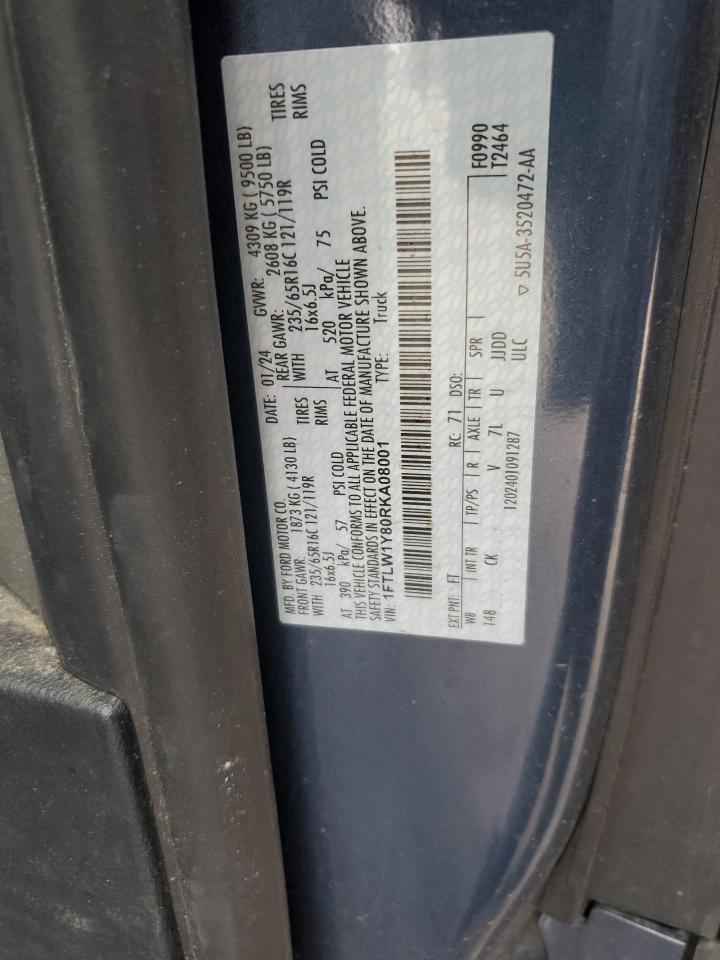 MFD. BY FORD MOTOR CO.
DATE: 01/24 GVWR: 4309 KG ( 9500 LB)
FRONT GAWR: 1873 KG ( 4130 LB) REAR GAWR: 2608 KG ( 5750 LB)
WITH 235/65R16C 121/119R TIRES WITH 235/65R16C 121/119R TIRES
16x6.5J RIMS 16x6.5J RIMS
AT 390 kPa/ 57 PSI COLD AT 520 kPa/ 75 PSI COLD
THIS VEHICLE CONFORMS TO ALL APPLICABLE FEDERAL MOTOR VEHICLE
SAFETY STANDARDS IN EFFECT ON THE DATE OF MANUFACTURE SHOWN ABOVE.
VIN: 1FTLW1Y80RKA08001 TYPE: Truck
F0990
T2464
EXT PNT: FT RC: 71 DSO:
WB INT TR TP/PS R AXLE TR SPR
148 CK V 7L U JJDD
1202401091287 ULC
▽ 5U5A-3520472-AA